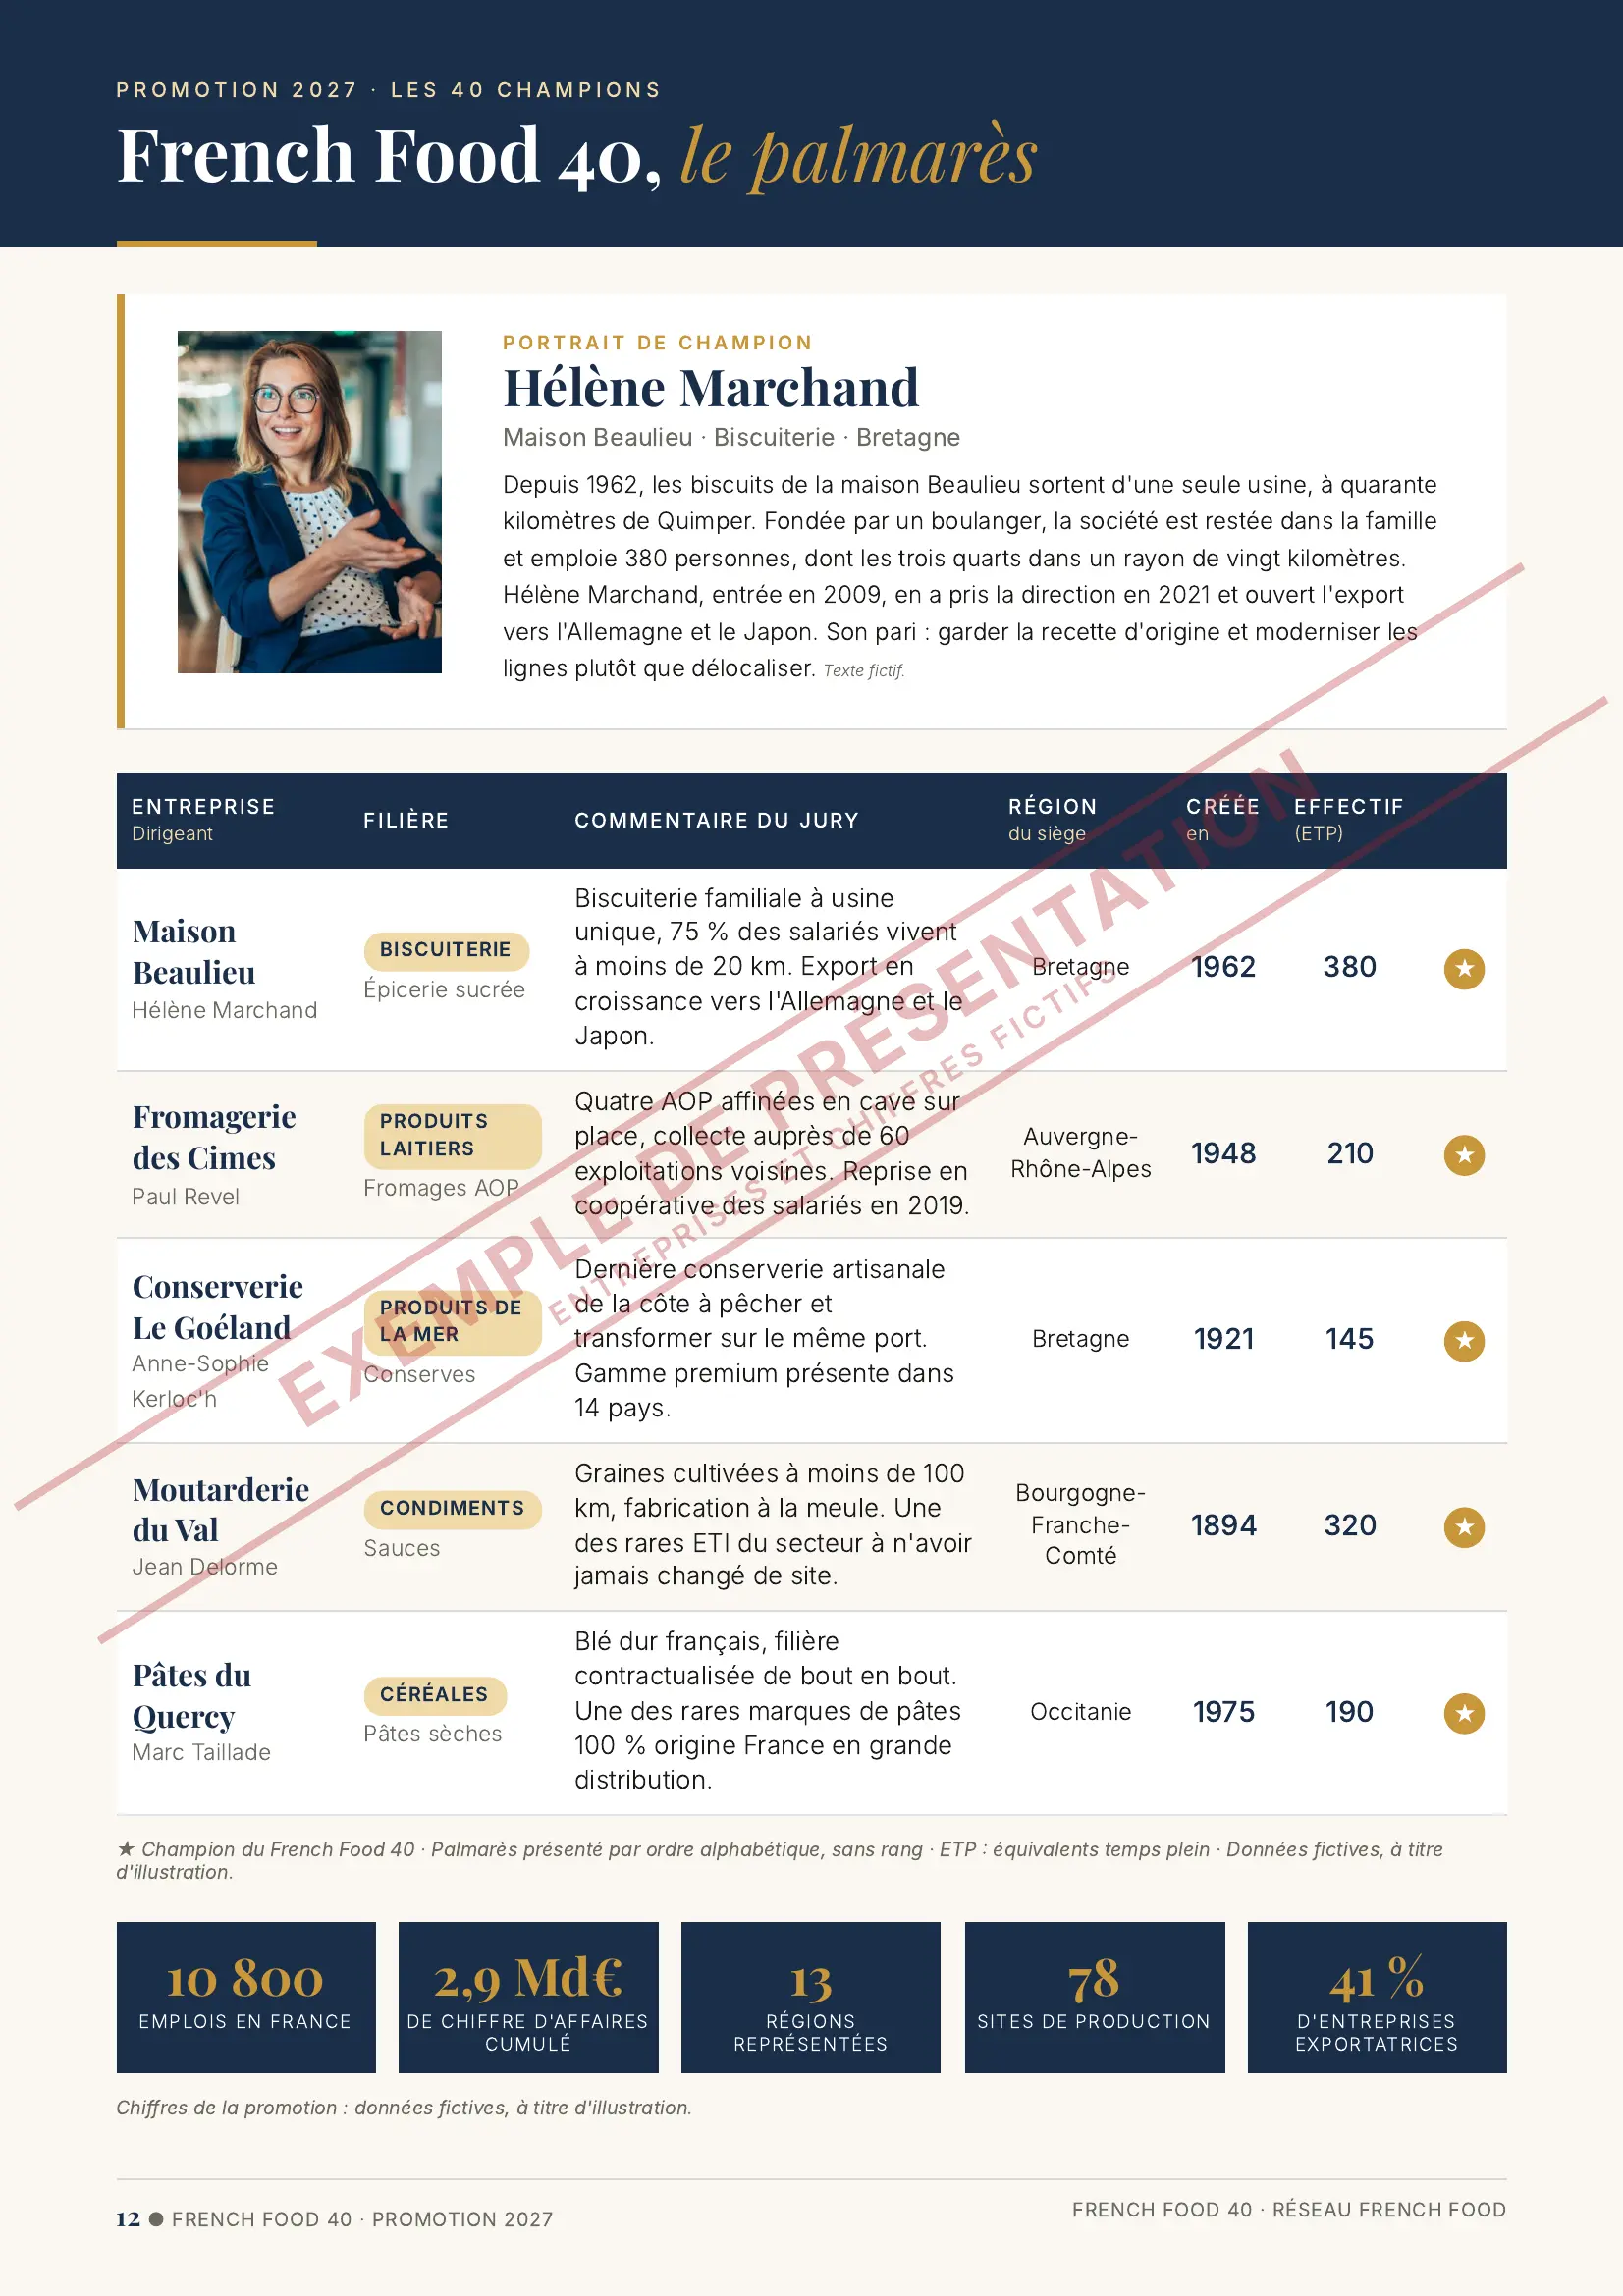 PROMOTION 2027 · LES 40 CHAMPIONS
French Food 40, le palmarès
PORTRAIT DE CHAMPION
Hélène Marchand
Maison Beaulieu · Biscuiterie · Bretagne
Depuis 1962, les biscuits de la maison Beaulieu sortent d'une seule usine, à quarante
kilomètres de Quimper. Fondée par un boulanger, la société est restée dans la famille
et emploie 380 personnes, dont les trois quarts dans un rayon de vingt kilomètres.
Hélène Marchand, entrée en 2009, en a pris la direction en 2021 et ouvert l'export
vers l'Allemagne et le Japon. Son pari : garder la recette d'origine et moderniser les
lignes plutôt que délocaliser. Texte fictif.
ENTREPRISE
Dirigeant
FILIÈRE
COMMENTAIRE DU JURY
RÉGION
du siège
CRÉÉE
en
EFFECTIF
(ETP)
Maison
Beaulieu
Hélène Marchand
BISCUITERIE
Épicerie sucrée
Biscuiterie familiale à usine
unique, 75 % des salariés vivent
à moins de 20 km. Export en
croissance vers l'Allemagne et le
Japon.
Bretagne
1962
380
★
Fromagerie
des Cimes
Paul Revel
PRODUITS
LAITIERS
Fromages AOP
Quatre AOP affinées en cave sur
place, collecte auprès de 60
exploitations voisines. Reprise en
coopérative des salariés en 2019.
Auvergne-
Rhône-Alpes
1948
210
★
Conserverie
Le Goéland
Anne-Sophie
Kerloc'h
PRODUITS DE
LA MER
Conserves
Dernière conserverie artisanale
de la côte à pêcher et
transformer sur le même port.
Gamme premium présente dans
14 pays.
Bretagne
1921
145
★
Moutarderie
du Val
Jean Delorme
CONDIMENTS
Sauces
Graines cultivées à moins de 100
km, fabrication à la meule. Une
des rares ETI du secteur à n'avoir
jamais changé de site.
Bourgogne-
Franche-
Comté
1894
320
★
Pâtes du
Quercy
Marc Taillade
CÉRÉALES
Pâtes sèches
Blé dur français, filière
contractualisée de bout en bout.
Une des rares marques de pâtes
100 % origine France en grande
distribution.
Occitanie
1975
190
★
EXEMPLE DE PRÉSENTATION
ENTREPRISES ET CHIFFRES FICTIFS
★ Champion du French Food 40 · Palmarès présenté par ordre alphabétique, sans rang · ETP : équivalents temps plein · Données fictives, à titre
d'illustration.
10 800
EMPLOIS EN FRANCE
2,9 Md€
DE CHIFFRE D'AFFAIRES
CUMULÉ
13
RÉGIONS
REPRÉSENTÉES
78
SITES DE PRODUCTION
41 %
D'ENTREPRISES
EXPORTATRICES
Chiffres de la promotion : données fictives, à titre d'illustration.
12 ● FRENCH FOOD 40 · PROMOTION 2027
FRENCH FOOD 40 · RÉSEAU FRENCH FOOD